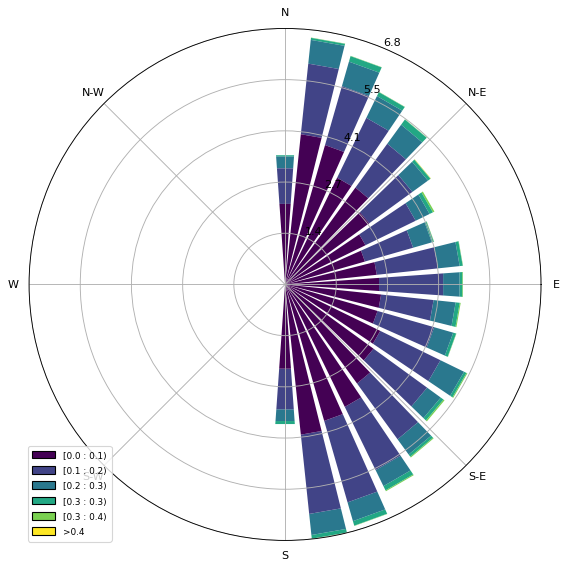 N
6.8
N-W
5.5
N-E
4.1
W
E
[0.0 : 0.1)
[0.1 : 0.2)
[0.2 : 0.3)
[0.3 : 0.3)
[0.3 : 0.4)
>0.4
S-W
S-E
S